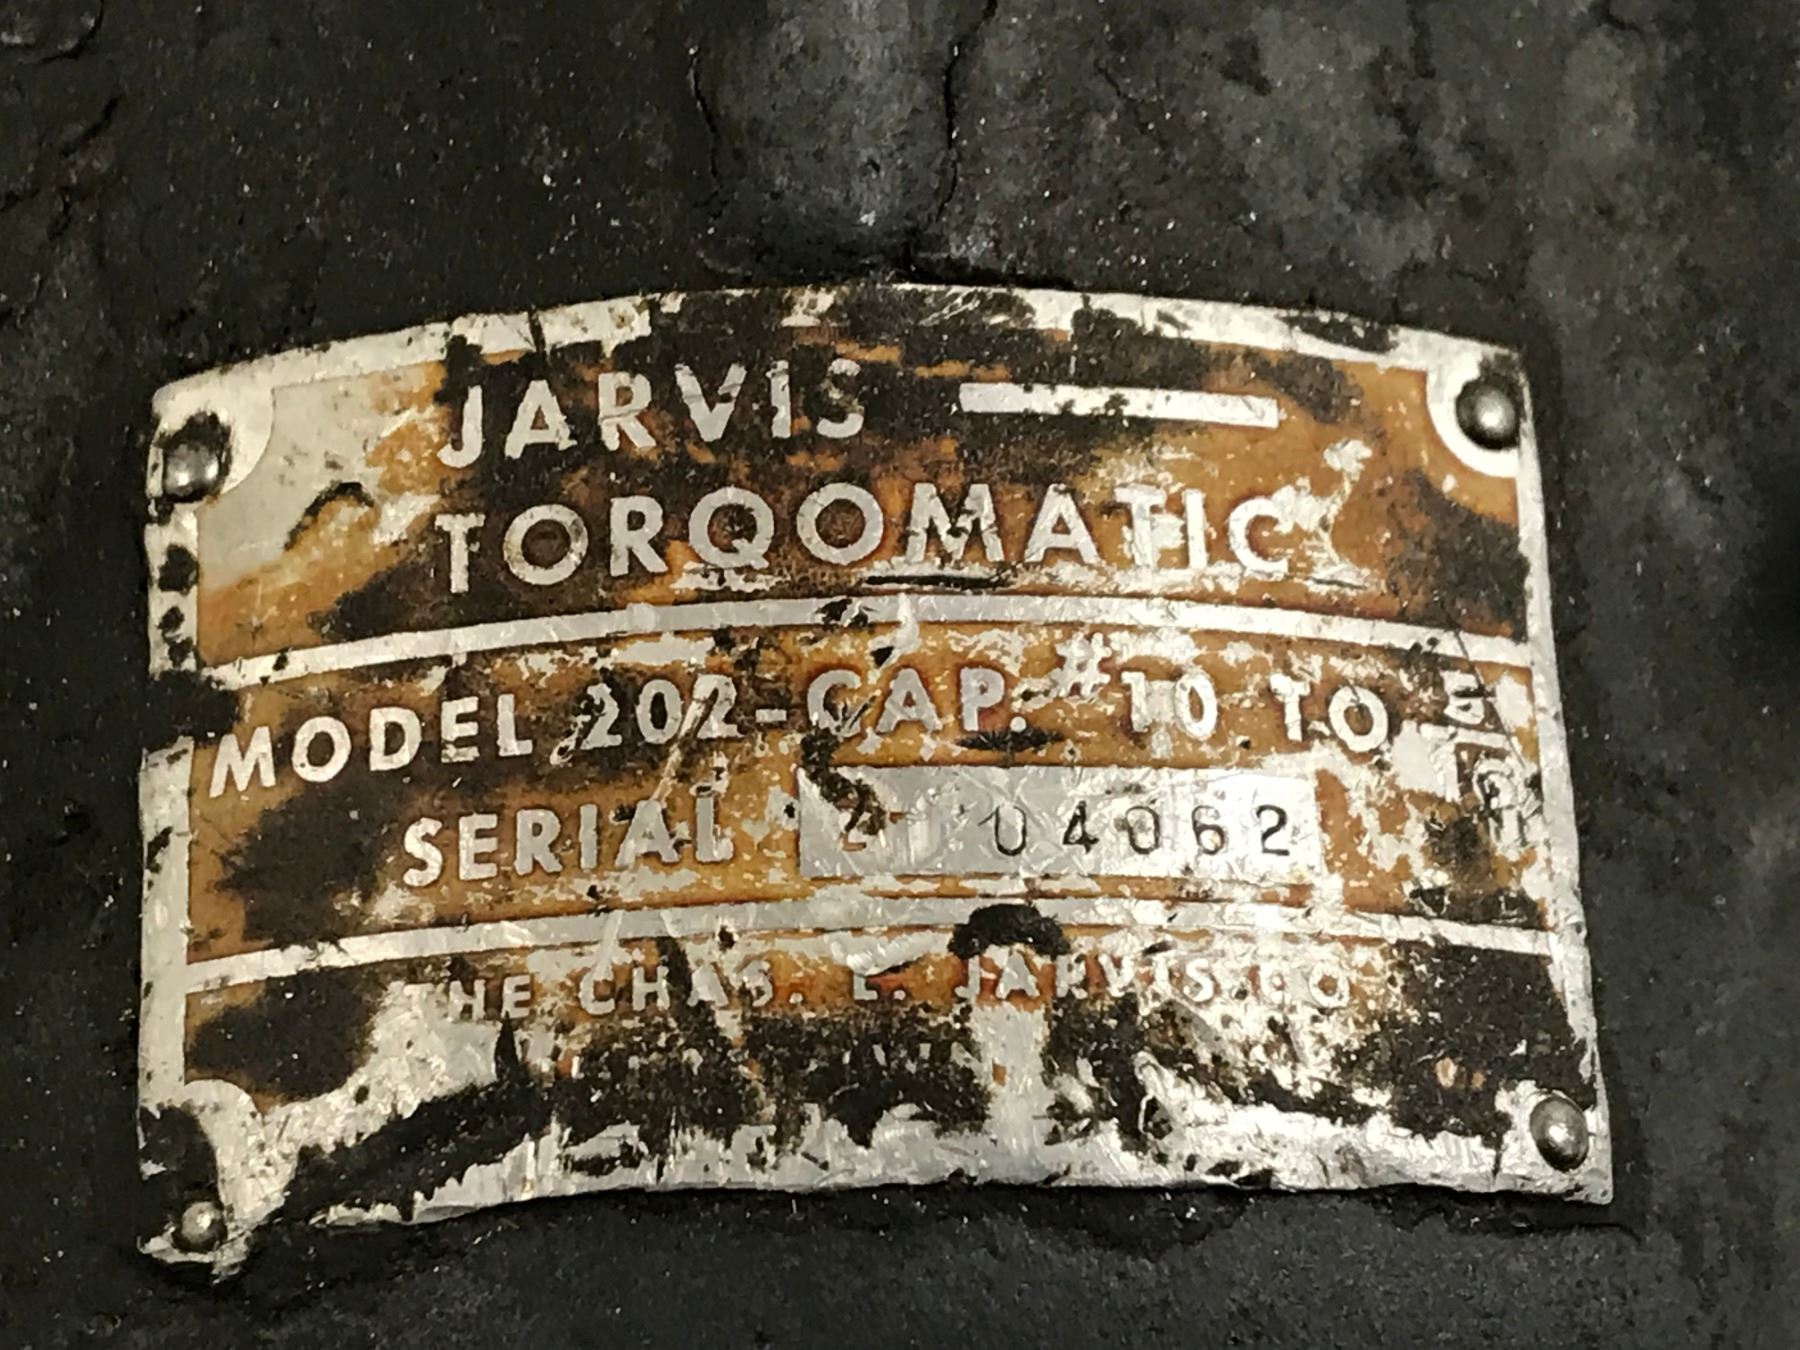 JARVIS
TORQOMATIC
MODEL 202-CAP. #10 TO
SERIAL 04062
THE CHAS. L. JARVIS CO